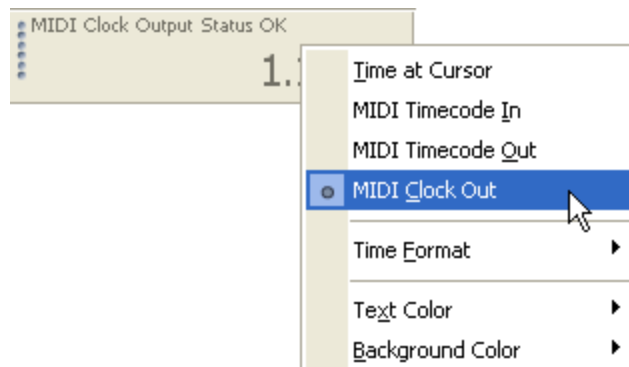 MIDI Clock Output Status OK
1.
Time at Cursor
MIDI Timecode In
MIDI Timecode Out
MIDI Clock Out
Time Format
Text Color
Background Color